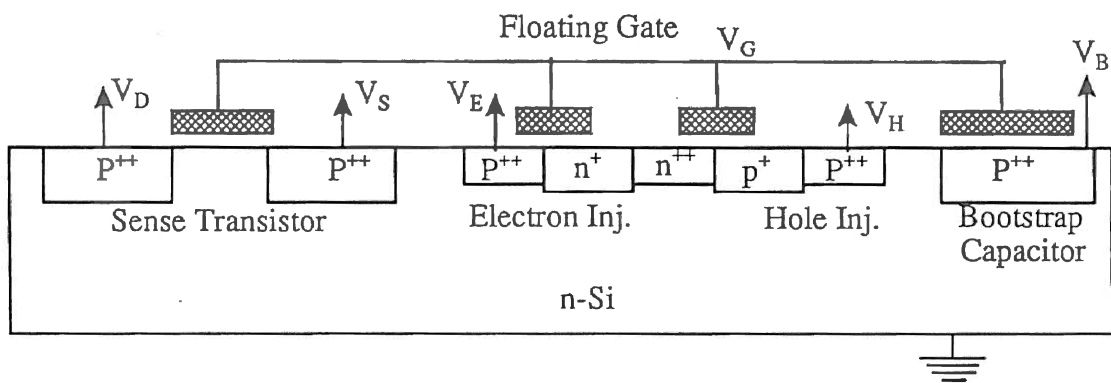 Floating Gate
V_G
V_B
V_D
V_S
V_E
V_H
P++
P++
P++
n+
n++
p+
P++
P++
Sense Transistor
Electron Inj.
Hole Inj.
Bootstrap
Capacitor
n-Si